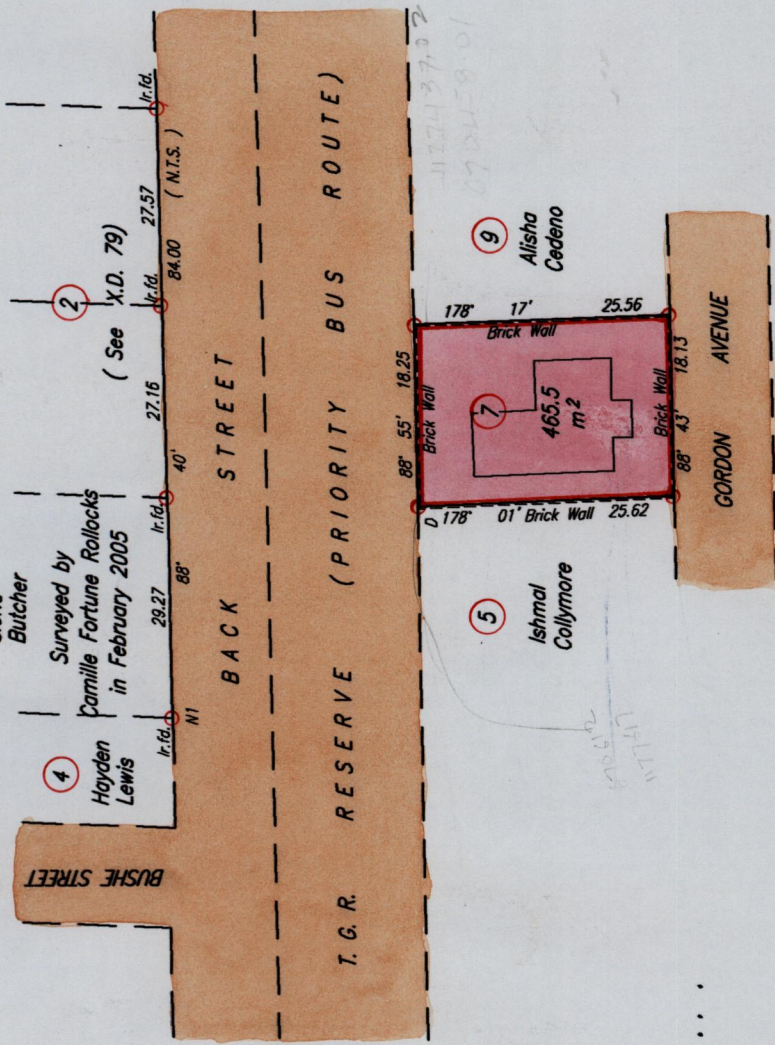 4
Hayden
Lewis
Butcher
Surveyed by
Camille Fortune Rollocks
in February 2005
2
( See X.D. 79)
Ir.fd.
N1
29.27
88° 40'
Ir.fd.
27.16
Ir.fd.
84.00
27.57
( N.T.S. )
Ir.fd.
BUSHE STREET
BACK STREET
T. G. R. RESERVE (PRIORITY BUS ROUTE)
D
88° 55' 18.25
Brick Wall
178° 17' 25.56
Brick Wall
178° 01' Brick Wall 25.62
7
465.5
m²
Brick Wall
88° 43' 18.13
5
Ishmal
Collymore
9
Alisha
Cedeno
GORDON AVENUE